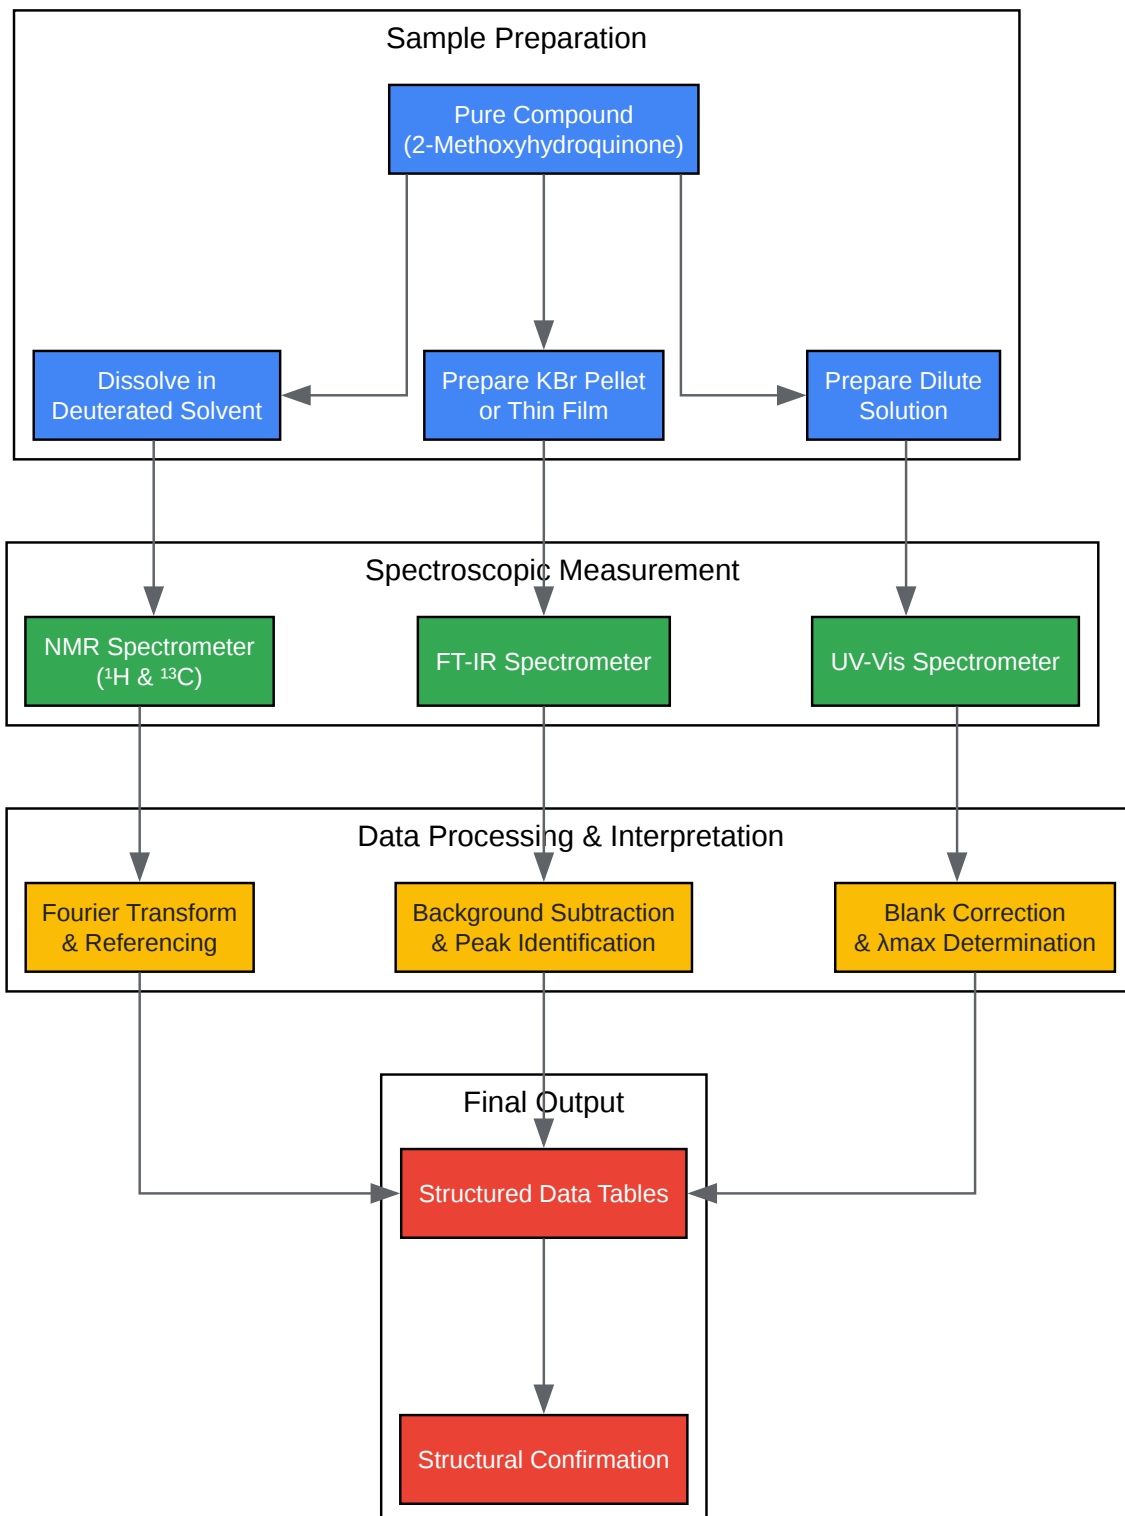 Sample Preparation
Pure Compound
(2-Methoxyhydroquinone)
Dissolve in
Deuterated Solvent
Prepare KBr Pellet
or Thin Film
Prepare Dilute
Solution
Spectroscopic Measurement
NMR Spectrometer
(¹H & ¹³C)
FT-IR Spectrometer
UV-Vis Spectrometer
Data Processing & Interpretation
Fourier Transform
& Referencing
Background Subtraction
& Peak Identification
Blank Correction
& λmax Determination
Final Output
Structured Data Tables
Structural Confirmation